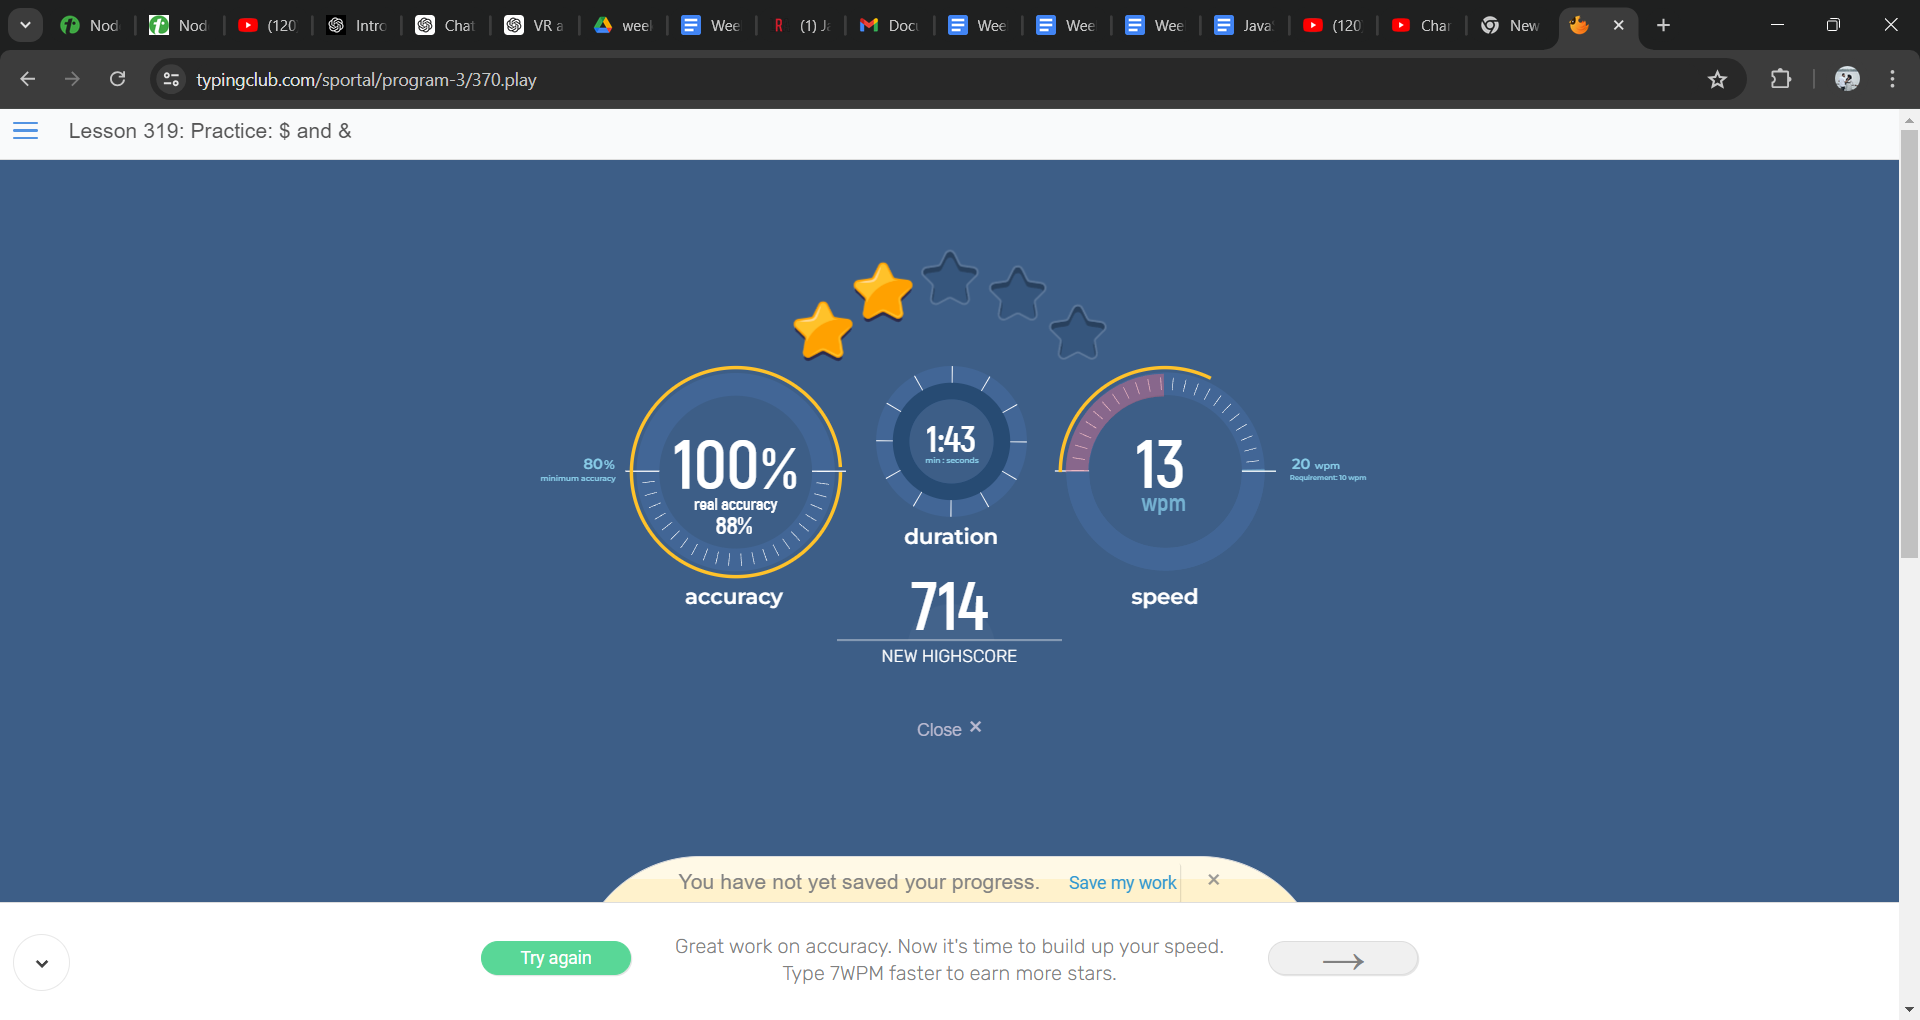 Nod
Nod
(120
Intro
Chat
VR a
week
Wee
(1) Ja
Docu
Wee
Wee
Wee
Java
(120
Char
New
typingclub.com/sportal/program-3/370.play
Lesson 319: Practice: $ and &
80%
minimum accuracy
100%
real accuracy
88%
accuracy
1:43
min : seconds
duration
13
wpm
speed
20 wpm
Requirement: 10 wpm
714
NEW HIGHSCORE
Close ×
You have not yet saved your progress. Save my work ×
Try again
Great work on accuracy. Now it's time to build up your speed.
Type 7WPM faster to earn more stars.